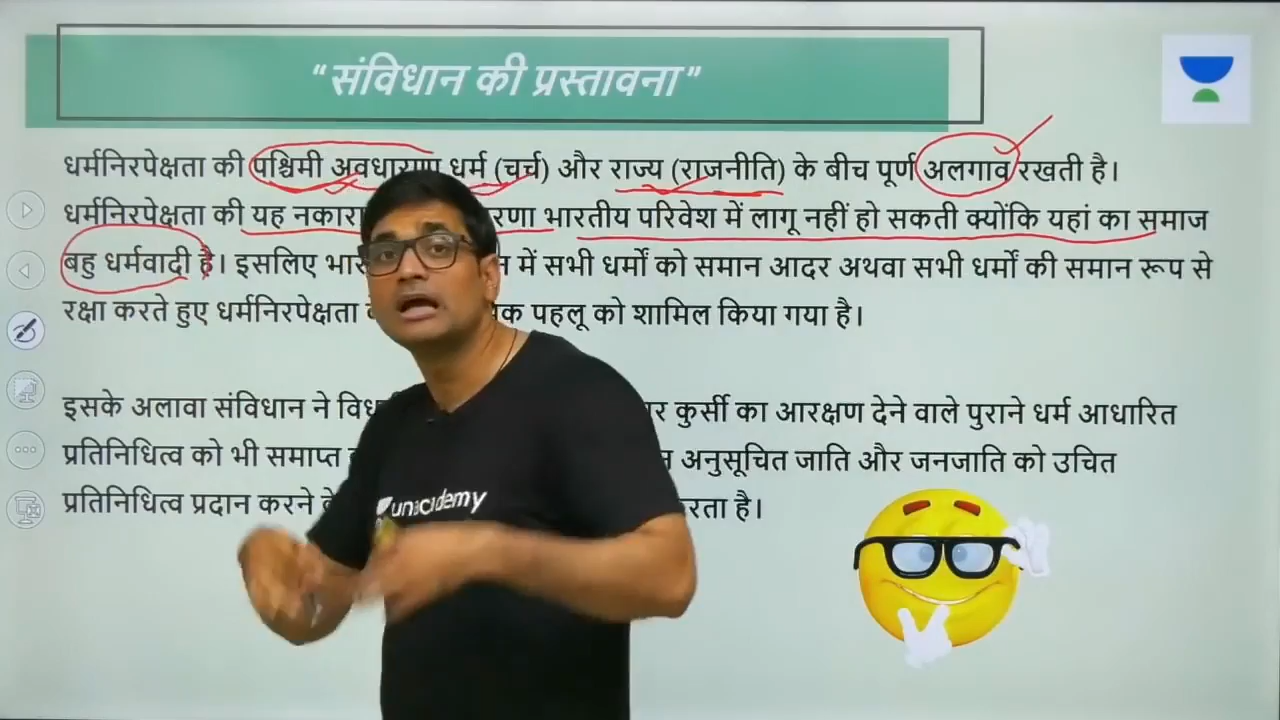 “संविधान की प्रस्तावना”
धर्मनिरपेक्षता की पश्चिमी अवधारणा धर्म (चर्च) और राज्य (राजनीति) के बीच पूर्ण अलगाव रखती है।
धर्मनिरपेक्षता की यह भारतीय परिवेश में लागू नहीं हो सकती क्योंकि यहां का समाज
बहु धर्मवादी है। इसलिए में सभी धर्मों को समान आदर अथवा सभी धर्मों की समान रूप से
रक्षा करते हुए धर्मनिरपेक्षता पहलू को शामिल किया गया है।
इसके अलावा संविधान ने कुर्सी का आरक्षण देने वाले पुराने धर्म आधारित
प्रतिनिधित्व को भी समाप्त अनुसूचित जाति और जनजाति को उचित
प्रतिनिधित्व प्रदान करने है।
unacademy